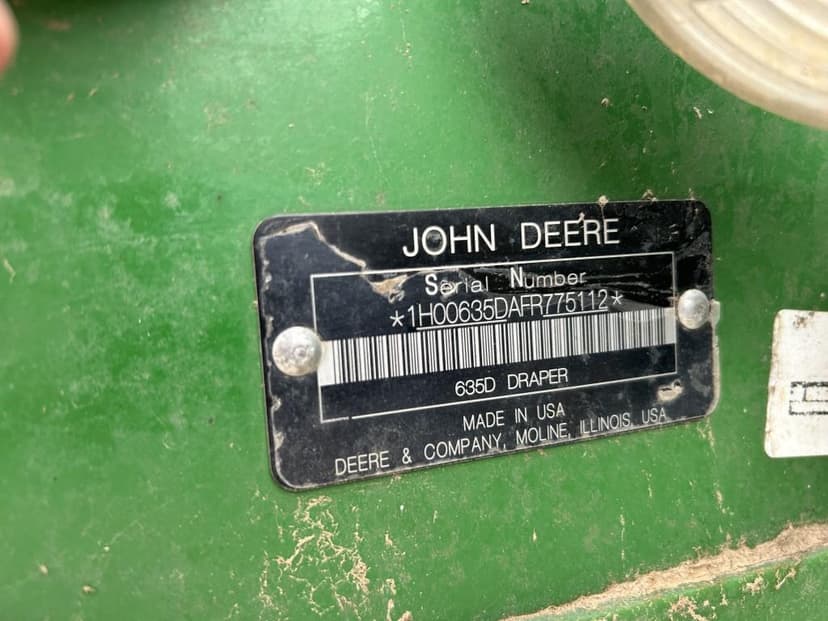 JOHN DEERE
Serial Number
*1H00635DAFR775112*
635D DRAPER
MADE IN USA
DEERE & COMPANY, MOLINE, ILLINOIS, USA